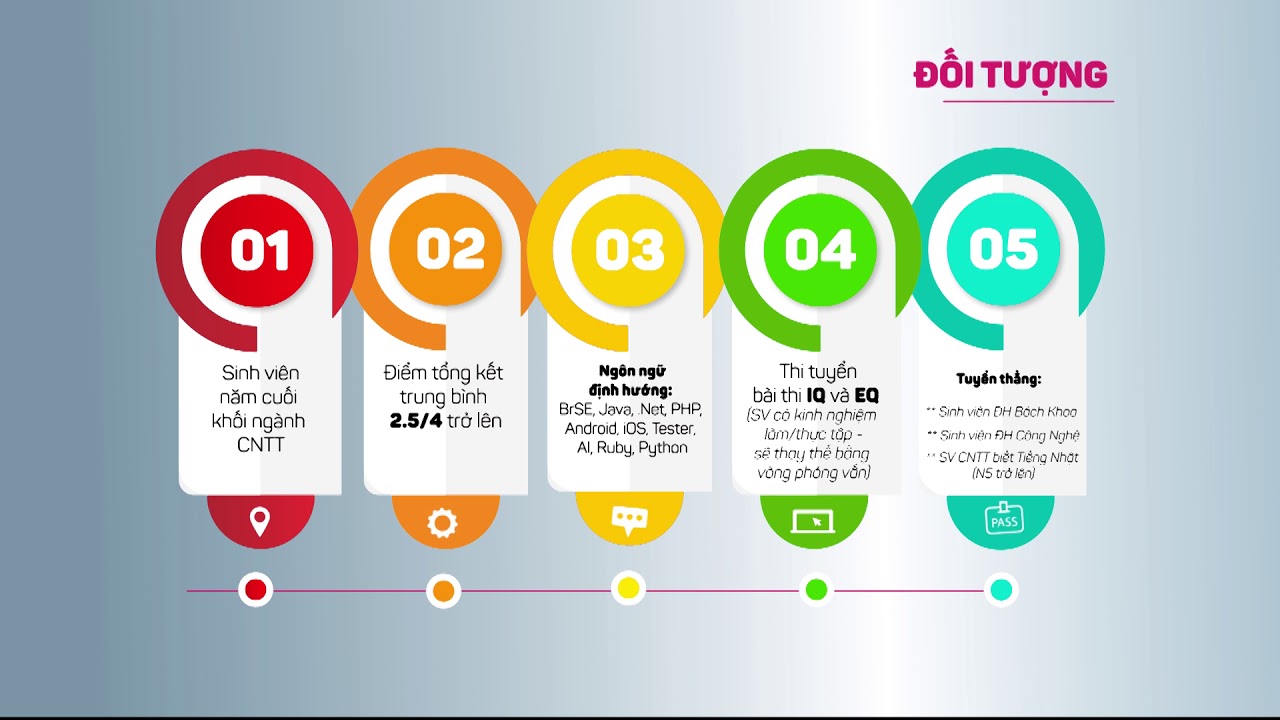 ĐỐI TƯỢNG
01
Sinh viên
năm cuối
khối ngành
CNTT
02
Điểm tổng kết
trung bình
2.5/4 trở lên
03
Ngôn ngữ
định hướng:
BrSE, Java, .Net, PHP,
Android, iOS, Tester,
AI, Ruby, Python
04
Thi tuyển
bài thi IQ và EQ
(SV có kinh nghiệm
làm/thực tập -
sẽ thay thế bằng
vòng phỏng vấn)
05
Tuyển thẳng:
** Sinh viên ĐH Bách Khoa
** Sinh viên ĐH Công Nghệ
** SV CNTT biết Tiếng Nhật
(N5 trở lên)
PASS